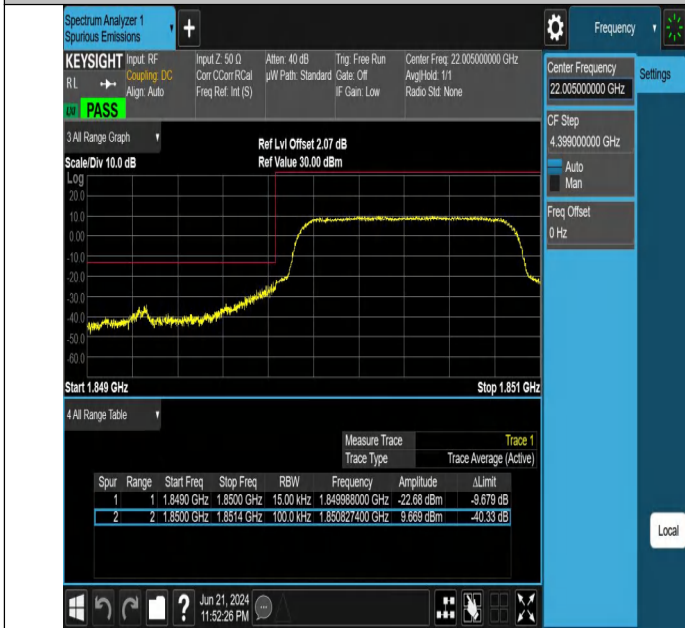 Spectrum Analyzer 1
Spurious Emissions
Frequency
KEYSIGHT
RL
PASS
Input: RF
Coupling: DC
Align: Auto
Input Z: 50 Ω
Corr CCorr RCal
Freq Ref: Int (S)
Atten: 40 dB
µW Path: Standard
Trig: Free Run
Gate: Off
IF Gain: Low
Center Freq: 22.005000000 GHz
Avg|Hold: 1/1
Radio Std: None
Center Frequency
22.005000000 GHz
Settings
CF Step
4.399000000 GHz
Auto
Man
Freq Offset
0 Hz
3 All Range Graph
Scale/Div 10.0 dB
Ref Lvl Offset 2.07 dB
Ref Value 30.00 dBm
Log
20.0
10.0
0.00
-10.0
-20.0
-30.0
-40.0
-50.0
-60.0
Start 1.849 GHz
Stop 1.851 GHz
4 All Range Table
Measure Trace Trace 1
Trace Type Trace Average (Active)
Spur Range Start Freq Stop Freq RBW Frequency Amplitude ΔLimit
1 1 1.8490 GHz 1.8500 GHz 15.00 kHz 1.849988000 GHz -22.68 dBm -9.679 dB
2 2 1.8500 GHz 1.8514 GHz 100.0 kHz 1.850827400 GHz 9.669 dBm -40.33 dB
Local
?
Jun 21, 2024
11:52:26 PM